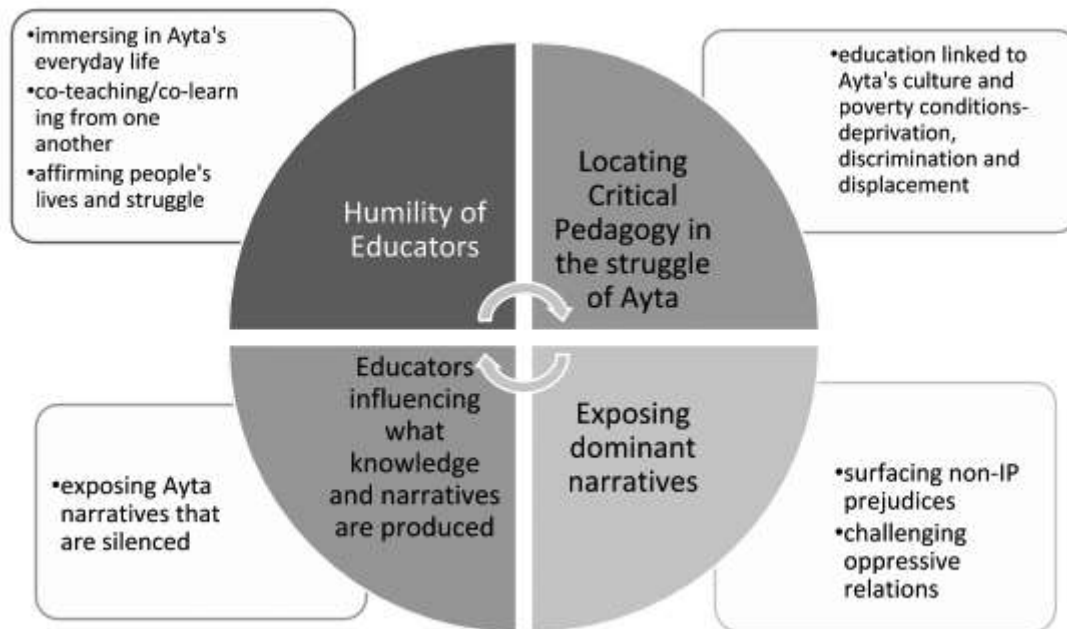 •immersing in Ayta's
everyday life
•co-teaching/co-learn
ing from one
another
•affirming people's
lives and struggle
Humility of
Educators
Locating
Critical
Pedagogy in
the struggle
of Ayta
•education linked to
Ayta's culture and
poverty conditions-
deprivation,
discrimination and
displacement
•exposing Ayta
narratives that
are silenced
Educators
influencing
what
knowledge
and narratives
are produced
Exposing
dominant
narratives
•surfacing non-IP
prejudices
•challenging
oppressive
relations